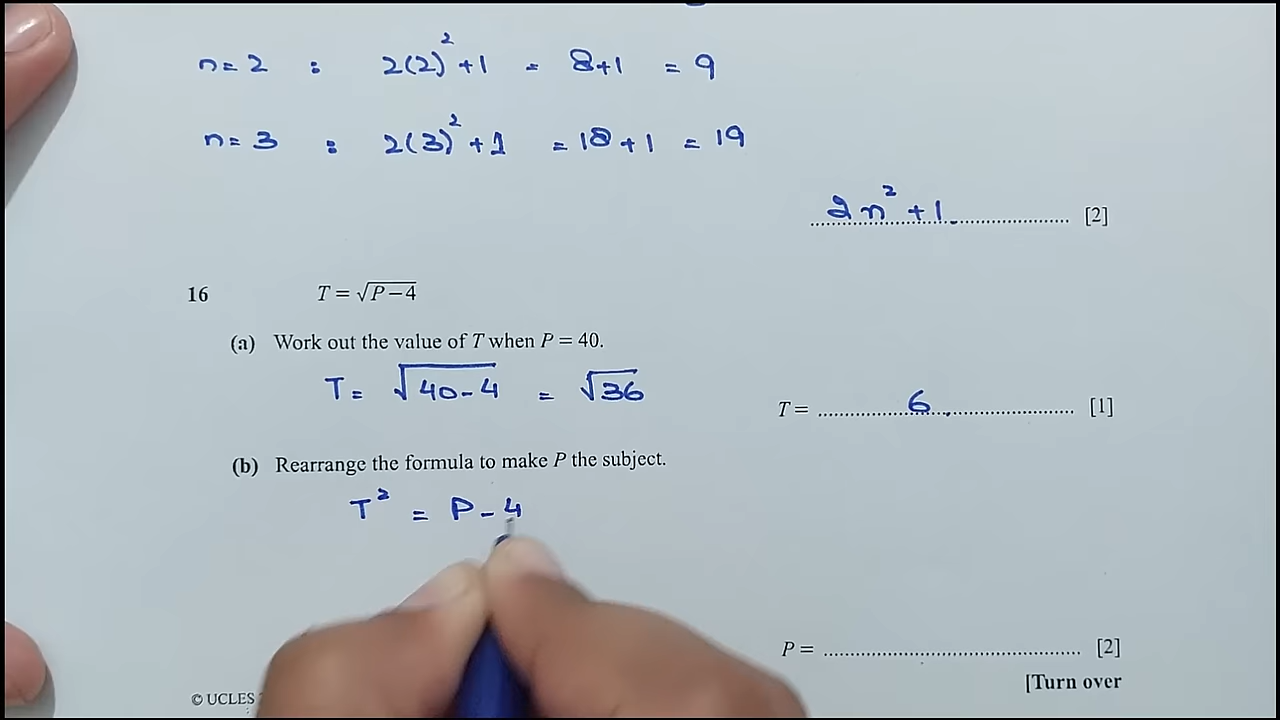 n = 2 : 2(2)² + 1 = 8+1 = 9
n = 3 : 2(3)² + 1 = 18 + 1 = 19
2n² + 1 [2]
16 T = √P − 4
(a) Work out the value of T when P = 40.
T = √40 - 4 = √36
T = 6 [1]
(b) Rearrange the formula to make P the subject.
T² = P - 4
P = [2]
© UCLES
[Turn over